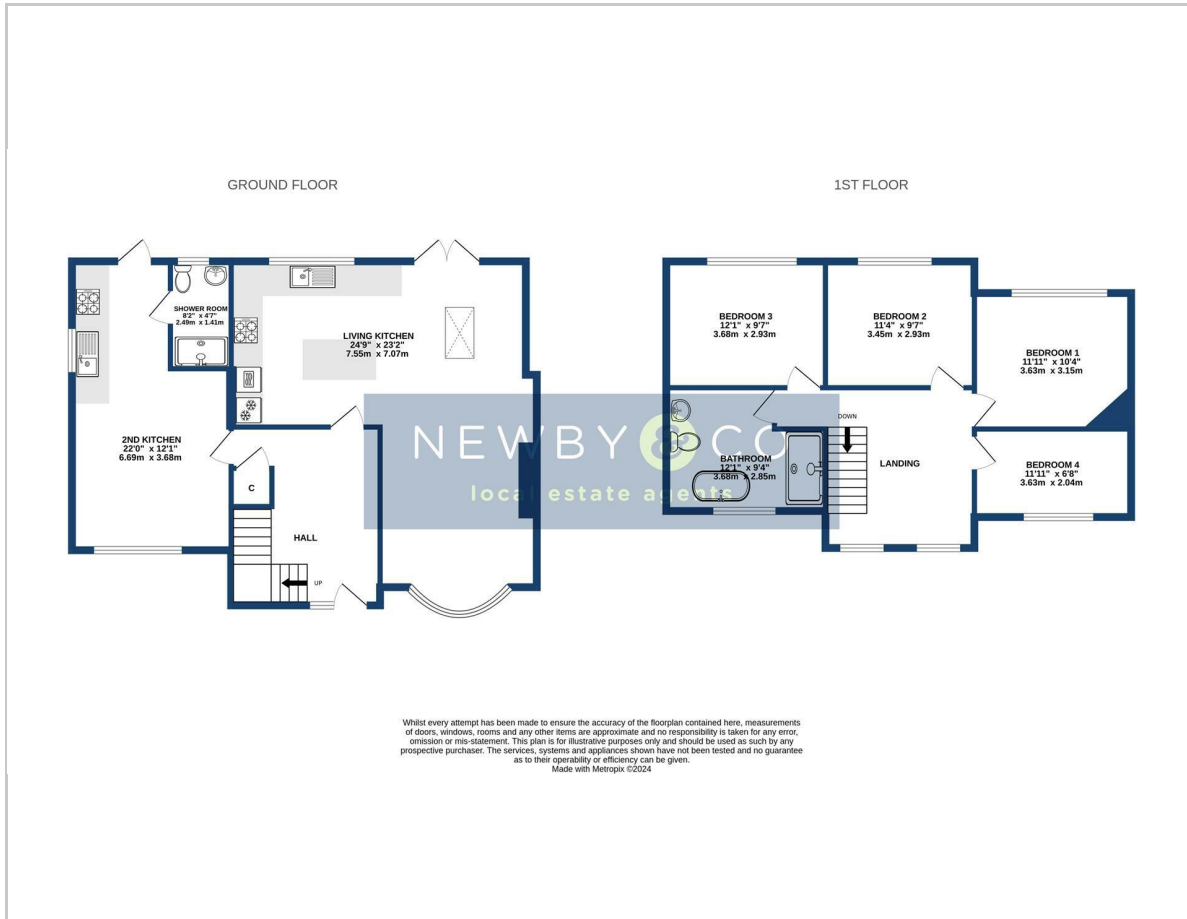 GROUND FLOOR
1ST FLOOR
SHOWER ROOM
8'2" x 4'7"
2.49m x 1.41m
LIVING KITCHEN
24'9" x 23'2"
7.55m x 7.07m
2ND KITCHEN
22'0" x 12'1"
6.69m x 3.68m
C
HALL
UP
BEDROOM 3
12'1" x 9'7"
3.68m x 2.93m
BEDROOM 2
11'4" x 9'7"
3.45m x 2.93m
BEDROOM 1
11'11" x 10'4"
3.63m x 3.15m
DOWN
BATHROOM
12'1" x 9'4"
3.68m x 2.85m
LANDING
BEDROOM 4
11'11" x 6'8"
3.63m x 2.04m
NEWBY & CO
local estate agents
Whilst every attempt has been made to ensure the accuracy of the floorplan contained here, measurements
of doors, windows, rooms and any other items are approximate and no responsibility is taken for any error,
omission or mis-statement. This plan is for illustrative purposes only and should be used as such by any
prospective purchaser. The services, systems and appliances shown have not been tested and no guarantee
as to their operability or efficiency can be given.
Made with Metropix ©2024